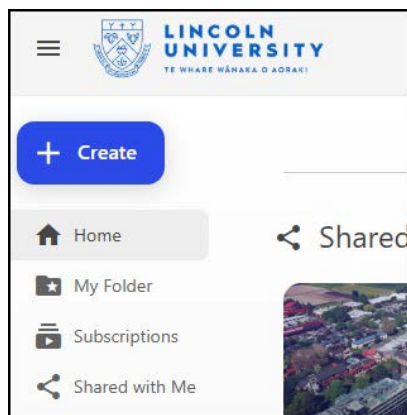 LINCOLN
UNIVERSITY
TE WHARE WĀNAKA O AORAKI
Create
Home
Shared
My Folder
Subscriptions
Shared with Me